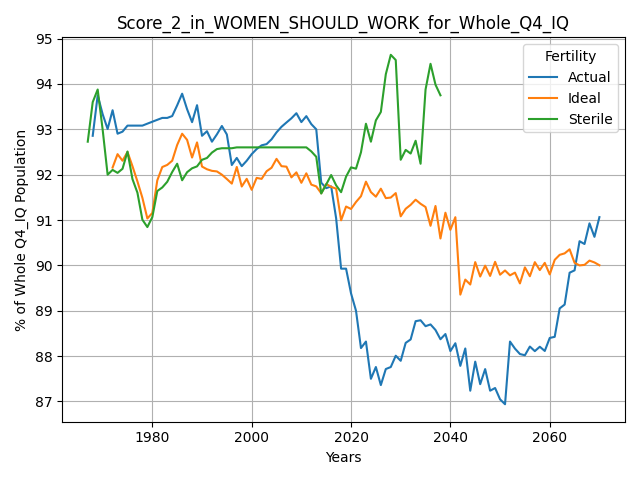 Score_2_in_WOMEN_SHOULD_WORK_for_Whole_Q4_IQ
95
94
93
92
91
90
89
88
87
% of Whole Q4_IQ Population
Fertility
Actual
Ideal
Sterile
1980
2000
2020
2040
2060
Years